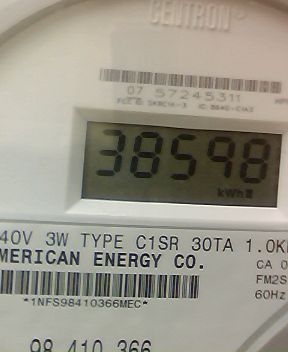 CENTRON®
07 57245311
38598
kWh
40V 3W TYPE C1SR 30TA 1.0K
MERICAN ENERGY CO.
CA 0
FM2S
60Hz
*1NFS98410366MEC*
98 410 366